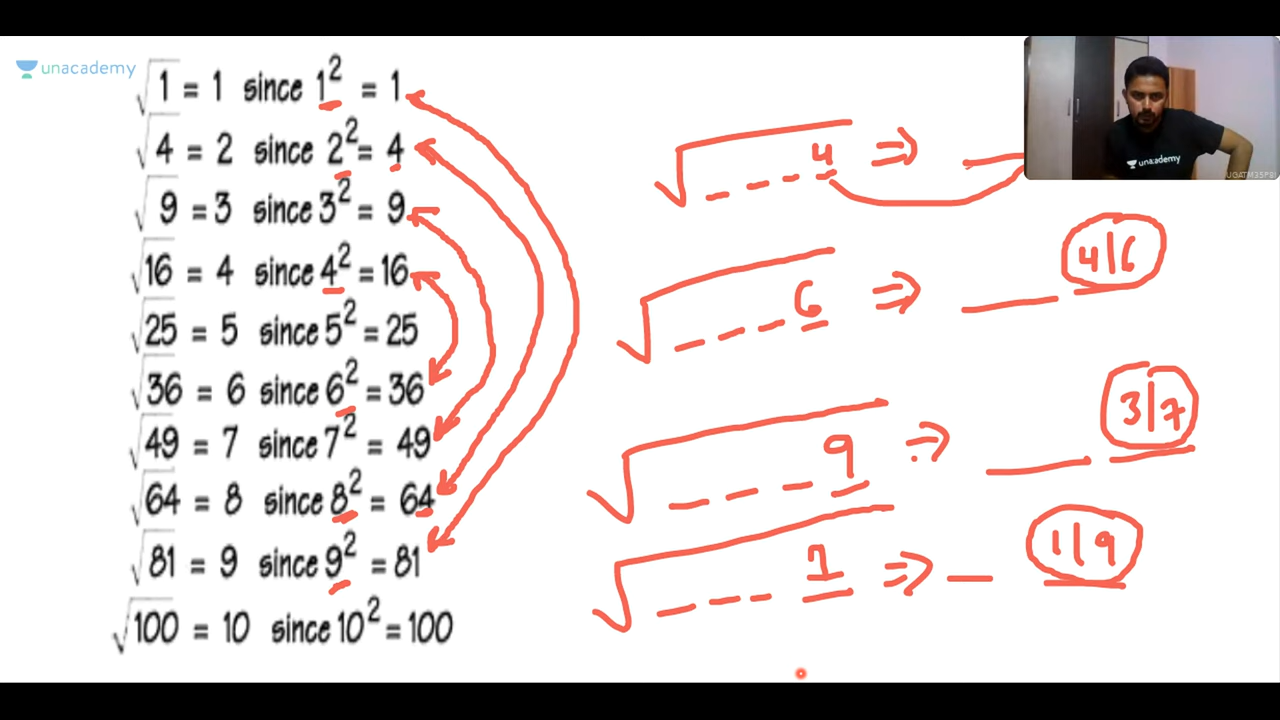 unacademy
√1 = 1 since 1² = 1
√4 = 2 since 2² = 4
√9 = 3 since 3² = 9
√16 = 4 since 4² = 16
√25 = 5 since 5² = 25
√36 = 6 since 6² = 36
√49 = 7 since 7² = 49
√64 = 8 since 8² = 64
√81 = 9 since 9² = 81
√100 = 10 since 10² = 100
√_ _ _ 4 ⇒ _
√_ _ _ 6 ⇒ _ 4|6
√_ _ _ 9 ⇒ _ 3|7
√_ _ _ 1 ⇒ _ 1|9
unacademy